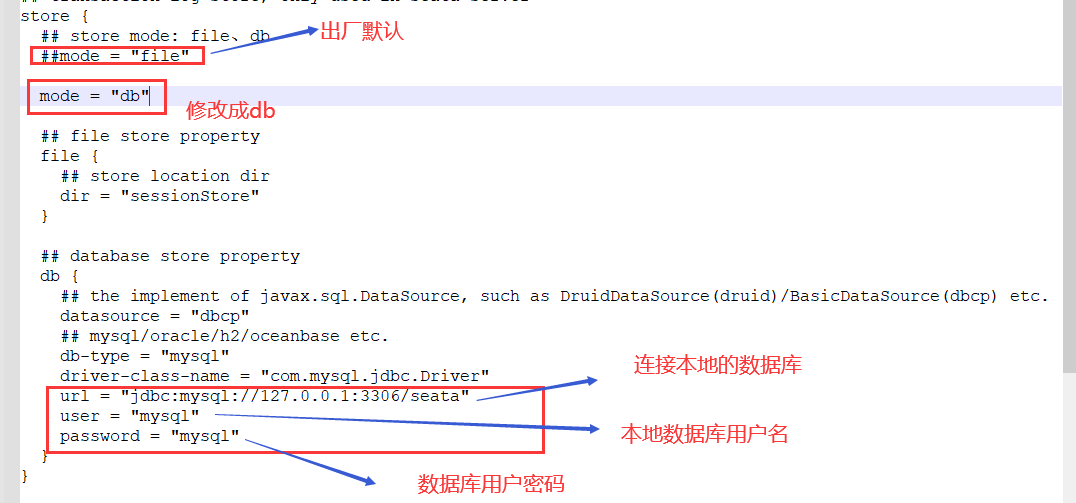 ## transaction log store, only used in seata-server
store {
## store mode: file、db
##mode = "file"
出厂默认
mode = "db"
修改成db
## file store property
file {
## store location dir
dir = "sessionStore"
}
## database store property
db {
## the implement of javax.sql.DataSource, such as DruidDataSource(druid)/BasicDataSource(dbcp) etc.
datasource = "dbcp"
## mysql/oracle/h2/oceanbase etc.
db-type = "mysql"
driver-class-name = "com.mysql.jdbc.Driver"
连接本地的数据库
url = "jdbc:mysql://127.0.0.1:3306/seata"
user = "mysql"
本地数据库用户名
password = "mysql"
}
数据库用户密码
}